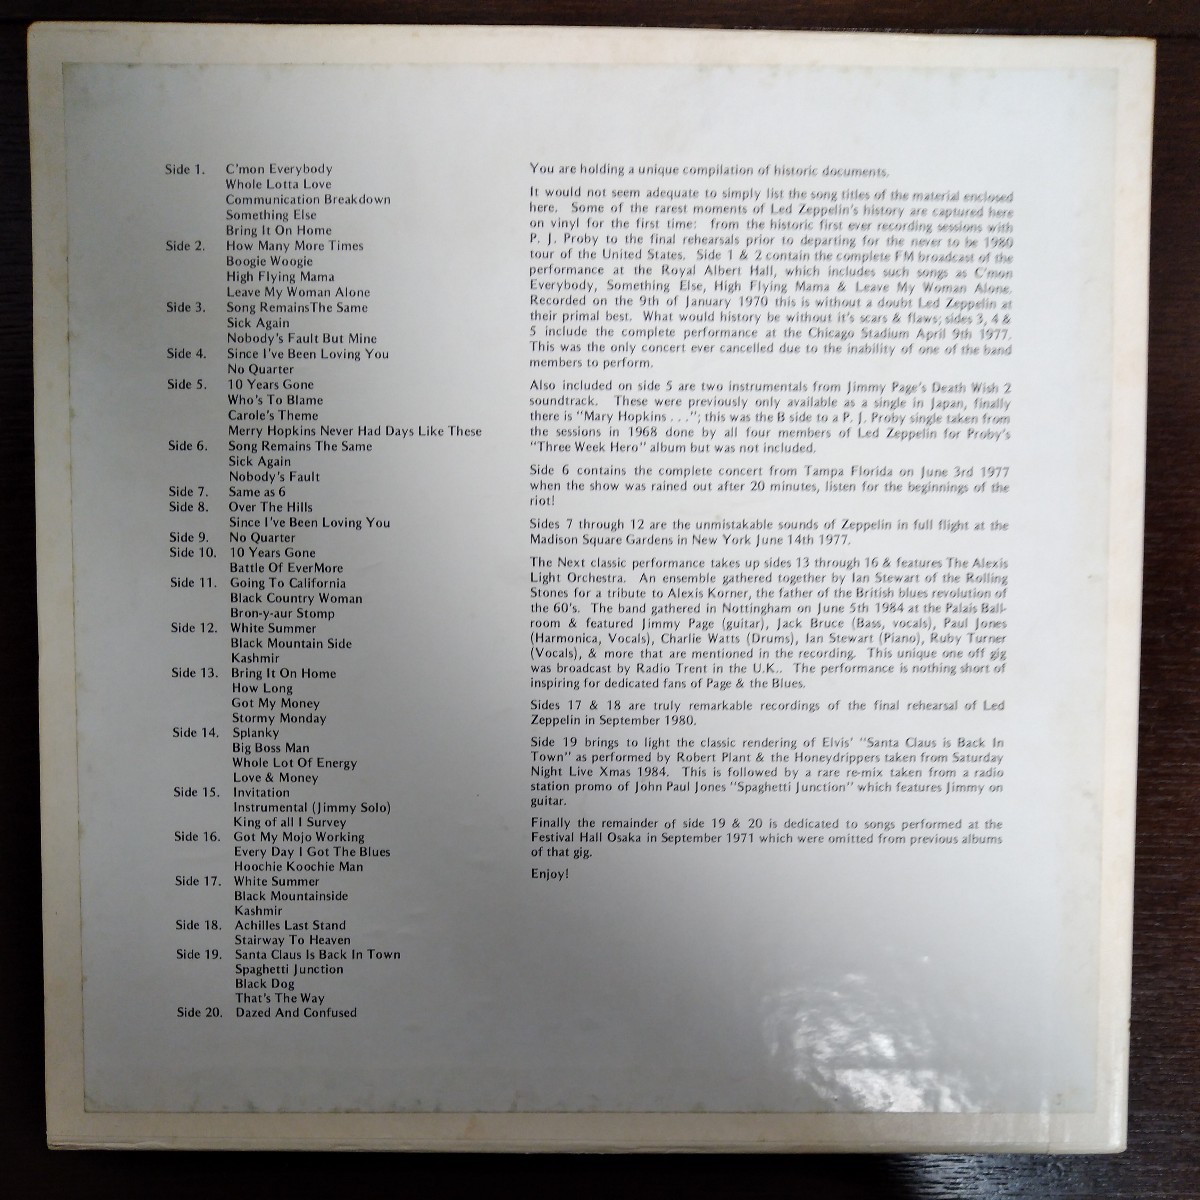 Side 1. C'mon Everybody
Whole Lotta Love
Communication Breakdown
Something Else
Bring It On Home
Side 2. How Many More Times
Boogie Woogie
High Flying Mama
Leave My Woman Alone
Side 3. Song RemainsThe Same
Sick Again
Nobody's Fault But Mine
Side 4. Since I've Been Loving You
No Quarter
Side 5. 10 Years Gone
Who's To Blame
Carole's Theme
Merry Hopkins Never Had Days Like These
Side 6. Song Remains The Same
Sick Again
Nobody's Fault
Side 7. Same as 6
Side 8. Over The Hills
Since I've Been Loving You
Side 9. No Quarter
Side 10. 10 Years Gone
Battle Of EverMore
Side 11. Going To California
Black Country Woman
Bron-y-aur Stomp
Side 12. White Summer
Black Mountain Side
Kashmir
Side 13. Bring It On Home
How Long
Got My Money
Stormy Monday
Side 14. Splanky
Big Boss Man
Whole Lot Of Energy
Love & Money
Side 15. Invitation
Instrumental (Jimmy Solo)
King of all I Survey
Side 16. Got My Mojo Working
Every Day I Got The Blues
Hoochie Koochie Man
Side 17. White Summer
Black Mountainside
Kashmir
Side 18. Achilles Last Stand
Stairway To Heaven
Side 19. Santa Claus Is Back In Town
Spaghetti Junction
Black Dog
That's The Way
Side 20. Dazed And Confused
You are holding a unique compilation of historic documents.
It would not seem adequate to simply list the song titles of the material enclosed
here. Some of the rarest moments of Led Zeppelin's history are captured here
on vinyl for the first time: from the historic first ever recording sessions with
P. J. Proby to the final rehearsals prior to departing for the never to be 1980
tour of the United States. Side 1 & 2 contain the complete FM broadcast of the
performance at the Royal Albert Hall, which includes such songs as C'mon
Everybody, Something Else, High Flying Mama & Leave My Woman Alone.
Recorded on the 9th of January 1970 this is without a doubt Led Zeppelin at
their primal best. What would history be without it's scars & flaws; sides 3, 4 &
5 include the complete performance at the Chicago Stadium April 9th 1977.
This was the only concert ever cancelled due to the inability of one of the band
members to perform.
Also included on side 5 are two instrumentals from Jimmy Page's Death Wish 2
soundtrack. These were previously only available as a single in Japan, finally
there is "Mary Hopkins . . ."; this was the B side to a P. J. Proby single taken from
the sessions in 1968 done by all four members of Led Zeppelin for Proby's
"Three Week Hero" album but was not included.
Side 6 contains the complete concert from Tampa Florida on June 3rd 1977
when the show was rained out after 20 minutes, listen for the beginnings of the
riot!
Sides 7 through 12 are the unmistakable sounds of Zeppelin in full flight at the
Madison Square Gardens in New York June 14th 1977.
The Next classic performance takes up sides 13 through 16 & features The Alexis
Light Orchestra. An ensemble gathered together by Ian Stewart of the Rolling
Stones for a tribute to Alexis Korner, the father of the British blues revolution of
the 60's. The band gathered in Nottingham on June 5th 1984 at the Palais Ball-
room & featured Jimmy Page (guitar), Jack Bruce (Bass, vocals), Paul Jones
(Harmonica, Vocals), Charlie Watts (Drums), Ian Stewart (Piano), Ruby Turner
(Vocals), & more that are mentioned in the recording. This unique one off gig
was broadcast by Radio Trent in the U.K.. The performance is nothing short of
inspiring for dedicated fans of Page & the Blues.
Sides 17 & 18 are truly remarkable recordings of the final rehearsal of Led
Zeppelin in September 1980.
Side 19 brings to light the classic rendering of Elvis' "Santa Claus is Back In
Town" as performed by Robert Plant & the Honeydrippers taken from Saturday
Night Live Xmas 1984. This is followed by a rare re-mix taken from a radio
station promo of John Paul Jones "Spaghetti Junction" which features Jimmy on
guitar.
Finally the remainder of side 19 & 20 is dedicated to songs performed at the
Festival Hall Osaka in September 1971 which were omitted from previous albums
of that gig.
Enjoy!